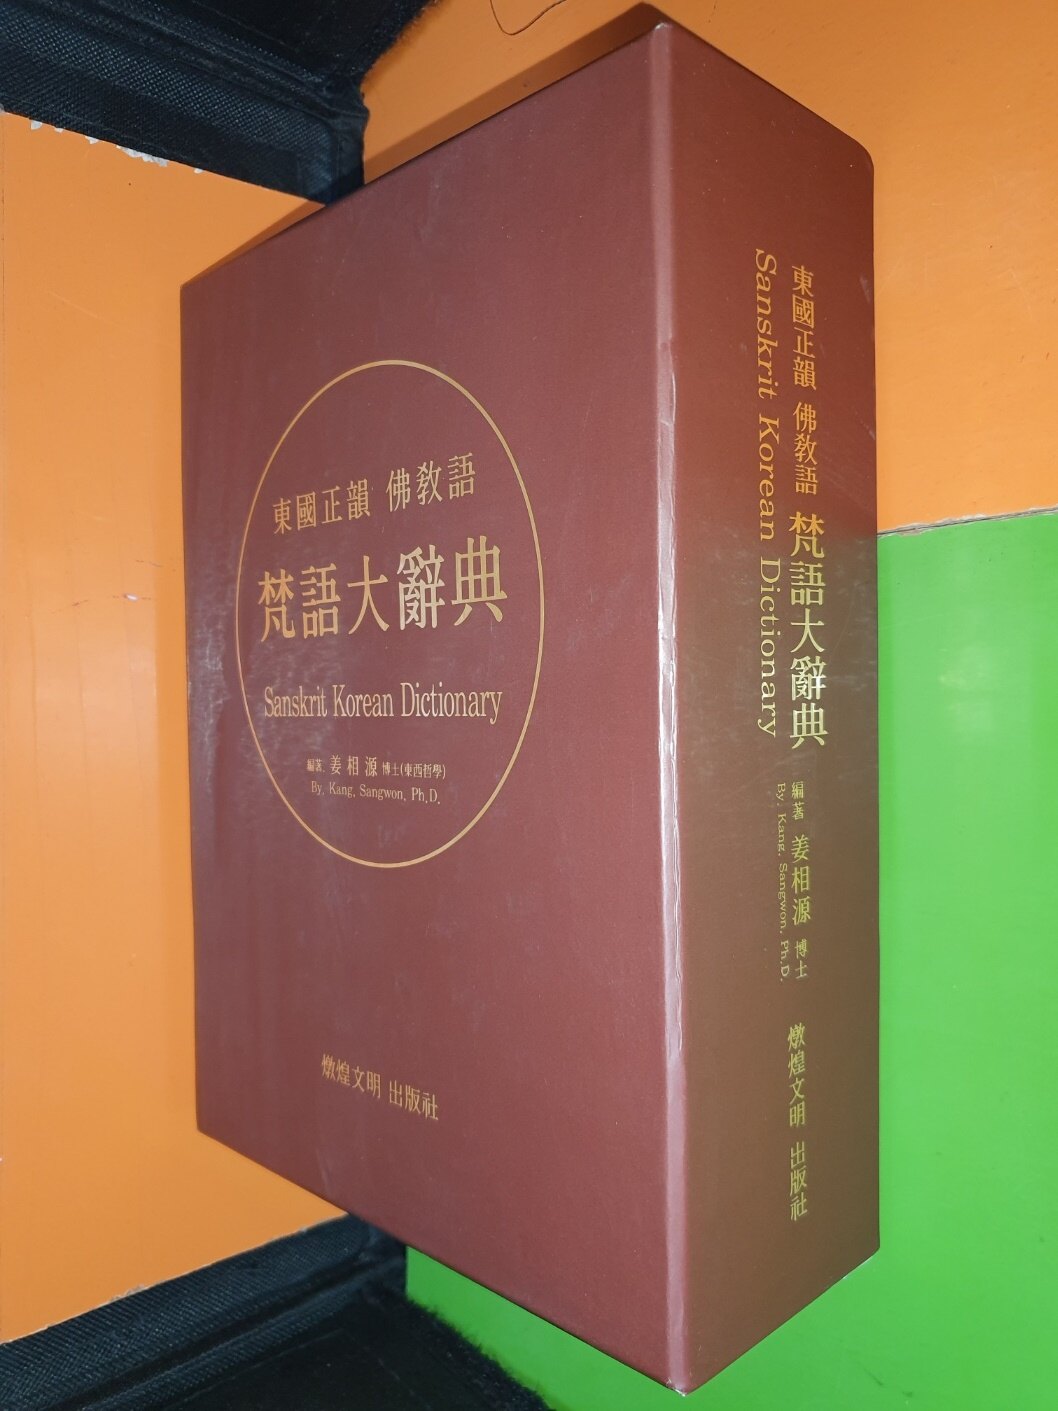 東國正韻 佛敎語
梵語大辭典
Sanskrit Korean Dictionary
編著. 姜相源 博士(東西哲學)
By, Kang, Sangwon, Ph,D.
燉煌文明 出版社
東國正韻 佛敎語 梵語大辭典
Sanskrit Korean Dictionary
編著 姜相源 博士
By, Kang, Sangwon, Ph,D.
燉煌文明 出版社